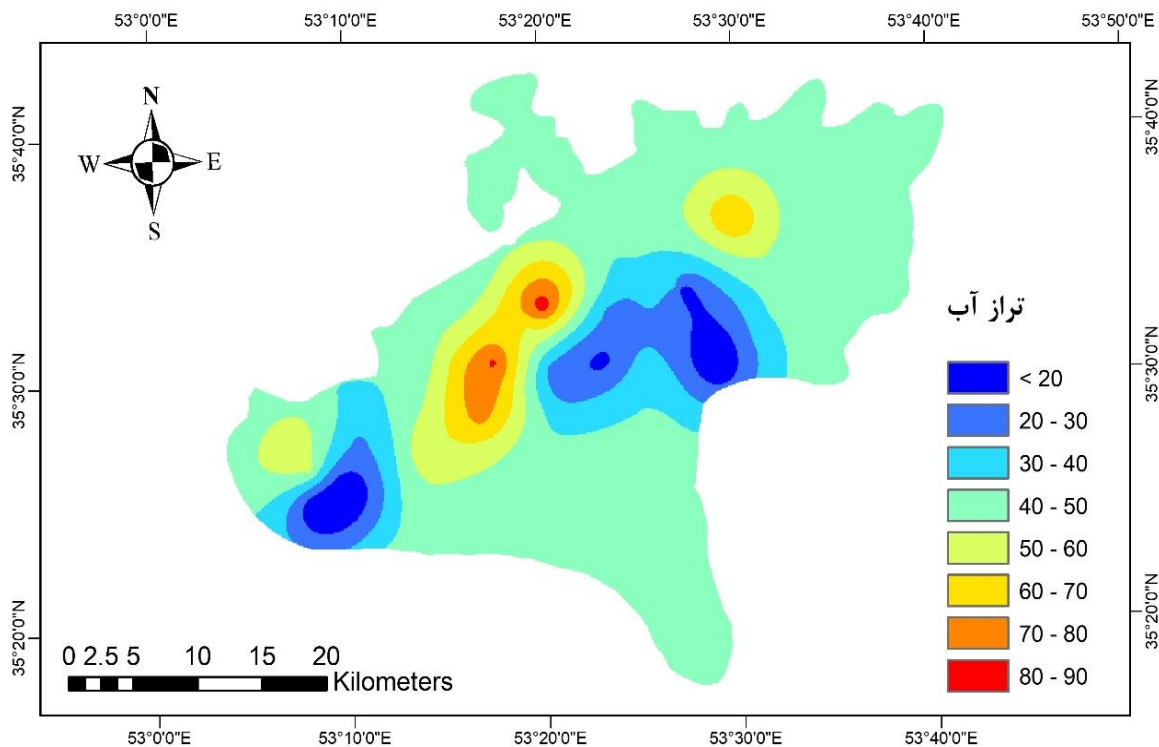 53°0'0"E 53°10'0"E 53°20'0"E 53°30'0"E 53°40'0"E 53°50'0"E
35°40'0"N
35°30'0"N
35°20'0"N
N
W E
S
35°40'0"N
35°30'0"N
35°20'0"N
تراز آب
< 20
20 - 30
30 - 40
40 - 50
50 - 60
60 - 70
70 - 80
80 - 90
0 2.5 5 10 15 20
Kilometers
53°0'0"E 53°10'0"E 53°20'0"E 53°30'0"E 53°40'0"E